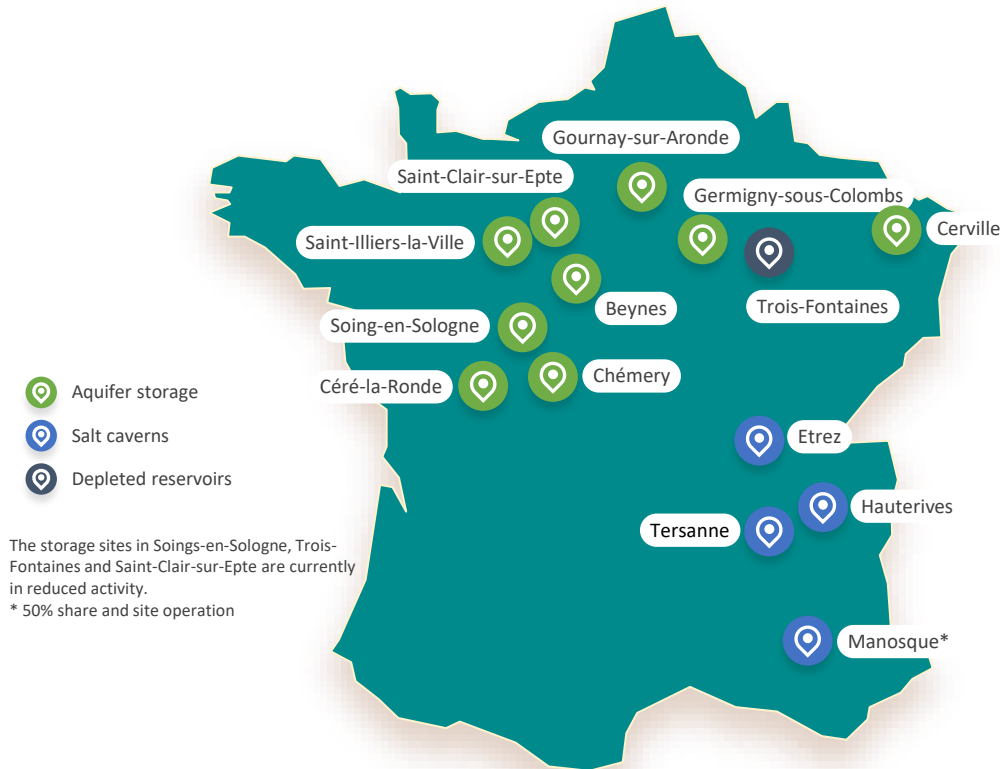 Gournay-sur-Aronde
Saint-Clair-sur-Epte
Germigny-sous-Colombs
Saint-Illiers-la-Ville
Cerville
Beynes
Trois-Fontaines
Soing-en-Sologne
Céré-la-Ronde
Chémery
Aquifer storage
Salt caverns
Depleted reservoirs
Etrez
Hauterives
Tersanne
The storage sites in Soings-en-Sologne, Trois-
Fontaines and Saint-Clair-sur-Epte are currently
in reduced activity.
* 50% share and site operation
Manosque*